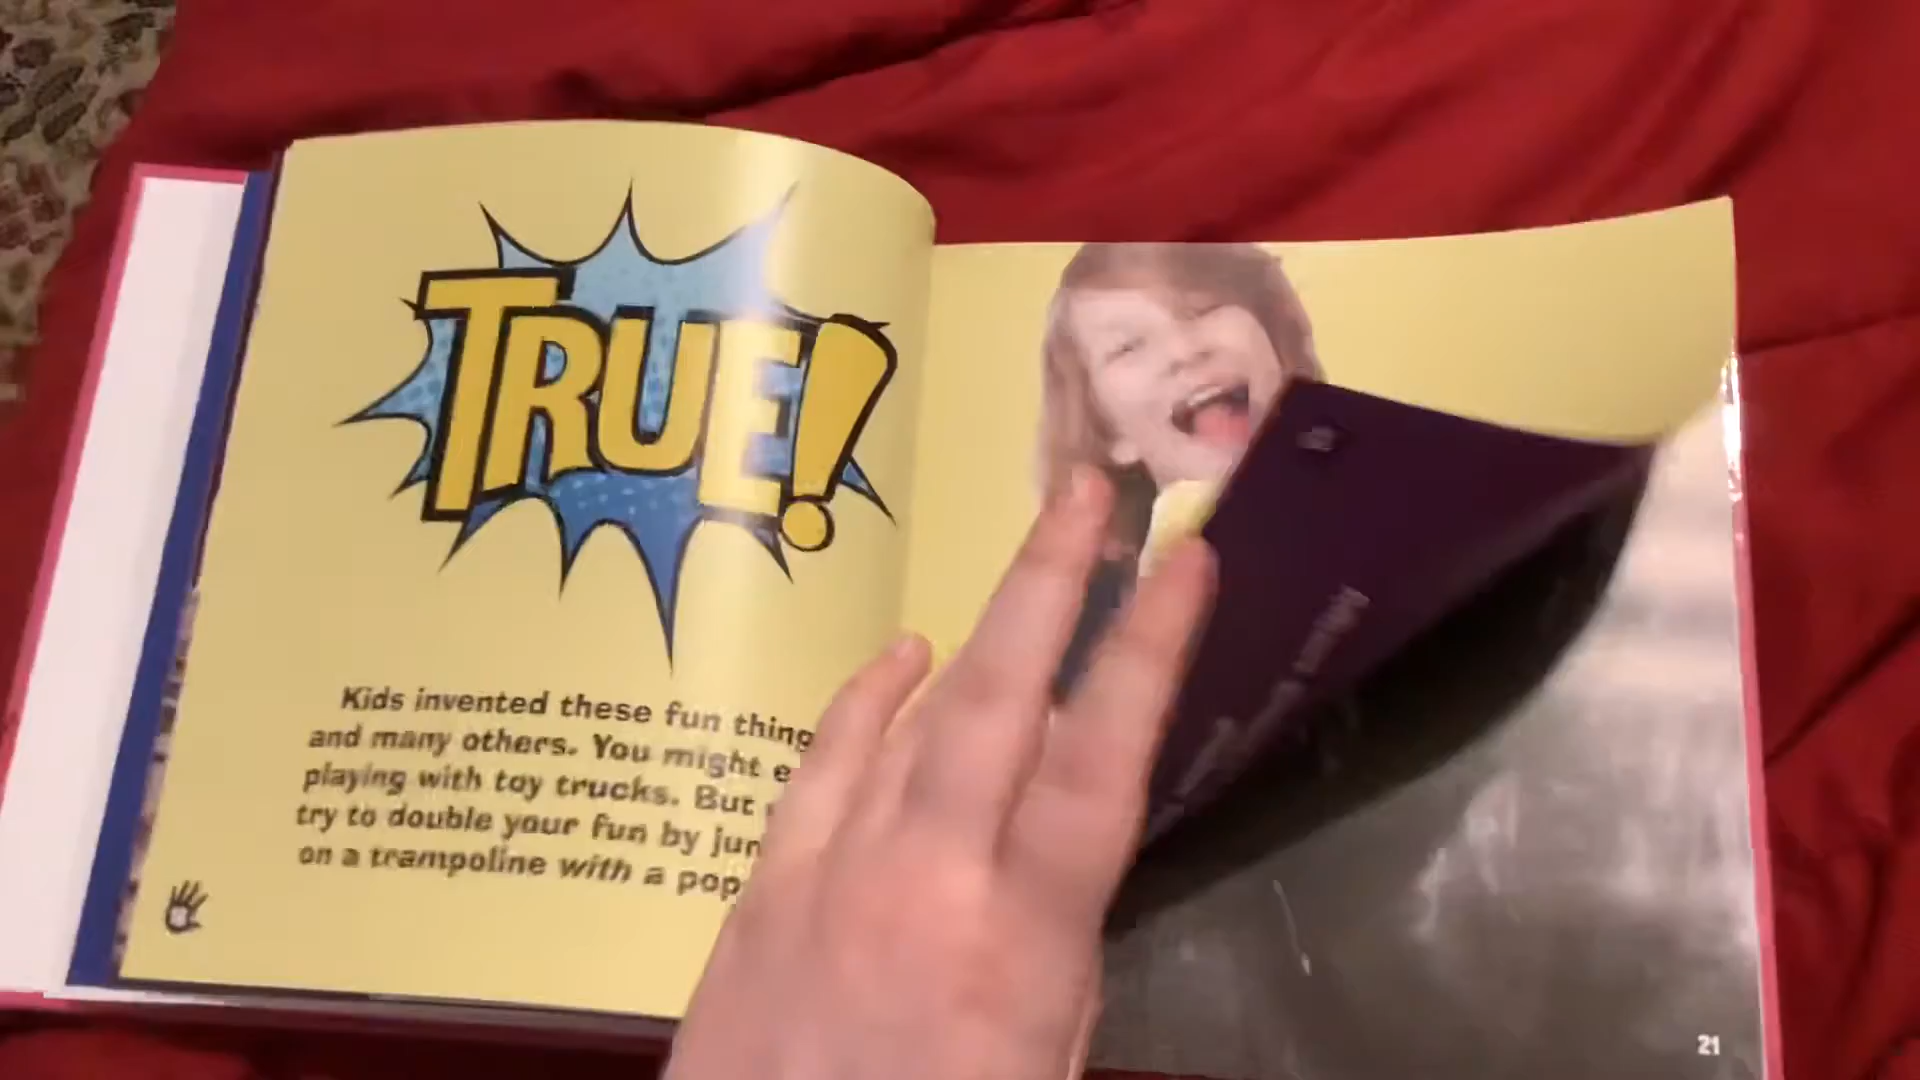 TRUE!
Kids invented these fun thing
and many others. You might e
playing with toy trucks. But
try to double your fun by jun
on a trampoline with a pop
21